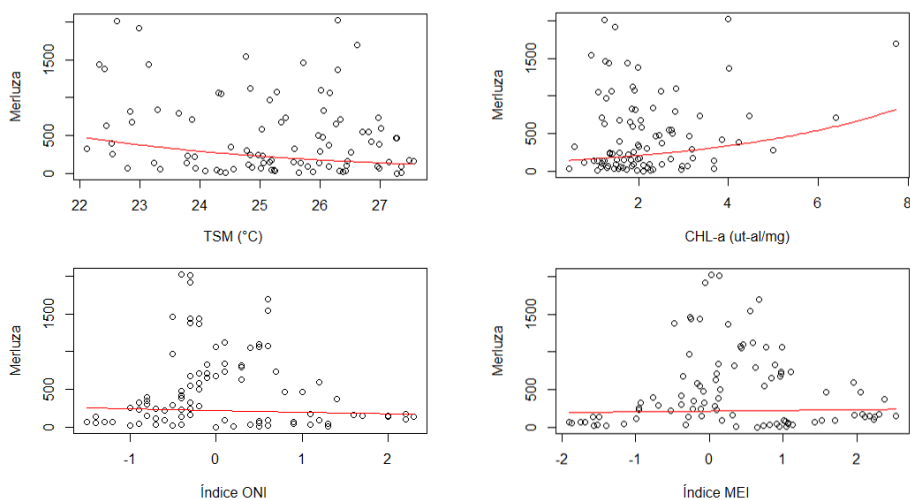 Merluza
0 500 1500
22 23 24 25 26 27
TSM (°C)
Merluza
0 500 1500
2 4 6 8
CHL-a (ut-al/mg)
Merluza
0 500 1500
-1 0 1 2
Índice ONI
Merluza
0 500 1500
-2 -1 0 1 2
Índice MEI